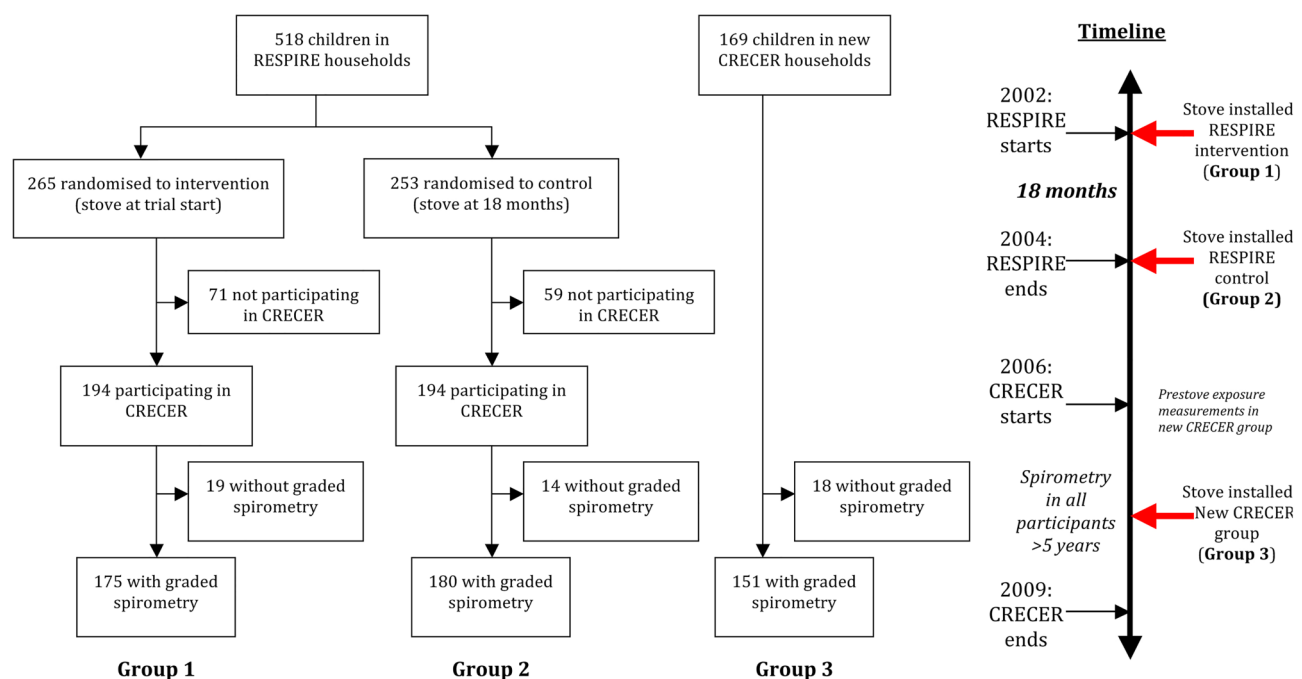 518 children in
RESPIRE households
169 children in new
CRECER households
265 randomised to intervention
(stove at trial start)
253 randomised to control
(stove at 18 months)
71 not participating
in CRECER
59 not participating
in CRECER
194 participating in
CRECER
194 participating in
CRECER
19 without graded
spirometry
14 without graded
spirometry
18 without graded
spirometry
175 with graded
spirometry
180 with graded
spirometry
151 with graded
spirometry
Group 1
Group 2
Group 3
Timeline
2002:
RESPIRE
starts
Stove installed
RESPIRE
intervention
(Group 1)
18 months
2004:
RESPIRE
ends
Stove installed
RESPIRE
control
(Group 2)
2006:
CRECER
starts
Prestove exposure
measurements in
new CRECER group
Spirometry
in all
participants
>5 years
Stove installed
New CRECER
group
(Group 3)
2009:
CRECER
ends